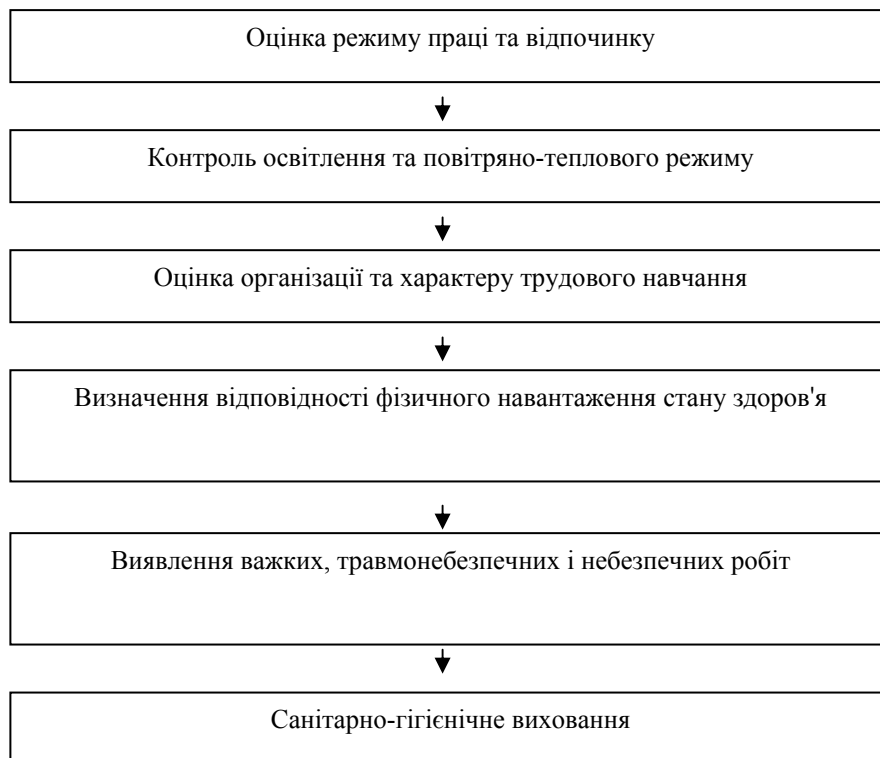 Оцінка режиму праці та відпочинку
Контроль освітлення та повітряно-теплового режиму
Оцінка організації та характеру трудового навчання
Визначення відповідності фізичного навантаження стану здоров'я
Виявлення важких, травмонебезпечних і небезпечних робіт
Санітарно-гігієнічне виховання